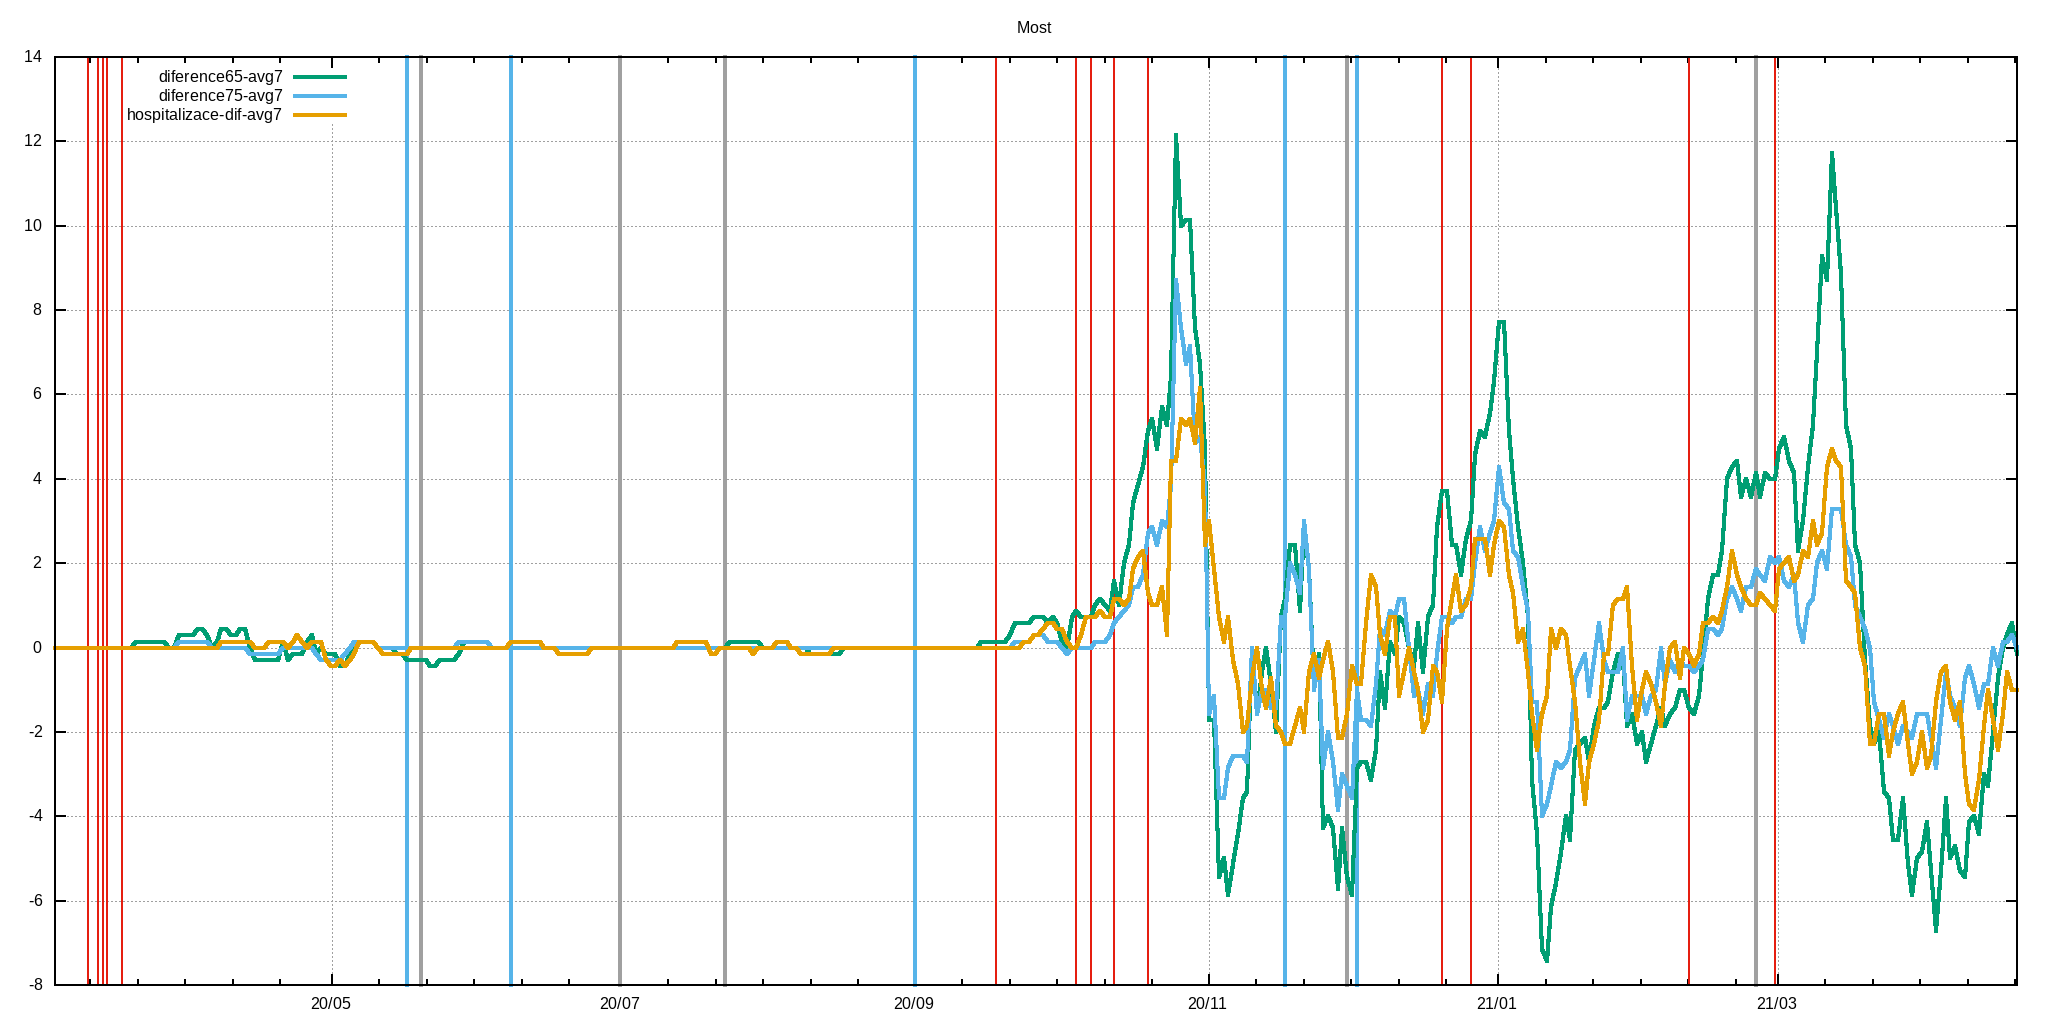 Most
diference65-avg7
diference75-avg7
hospitalizace-dif-avg7
14
12
10
8
6
4
2
0
-2
-4
-6
-8
20/05 20/07 20/09 20/11 21/01 21/03